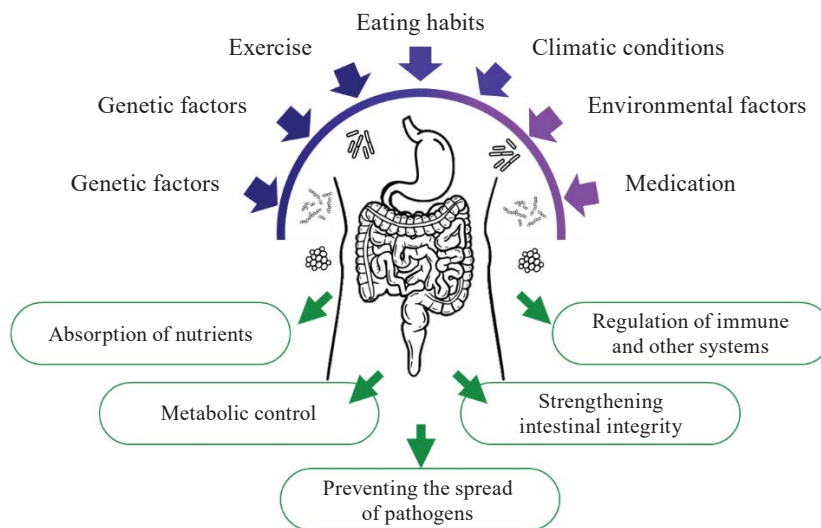 Eating habits
Exercise
Climatic conditions
Genetic factors
Environmental factors
Genetic factors
Medication
Absorption of nutrients
Regulation of immune
and other systems
Metabolic control
Strengthening
intestinal integrity
Preventing the spread
of pathogens